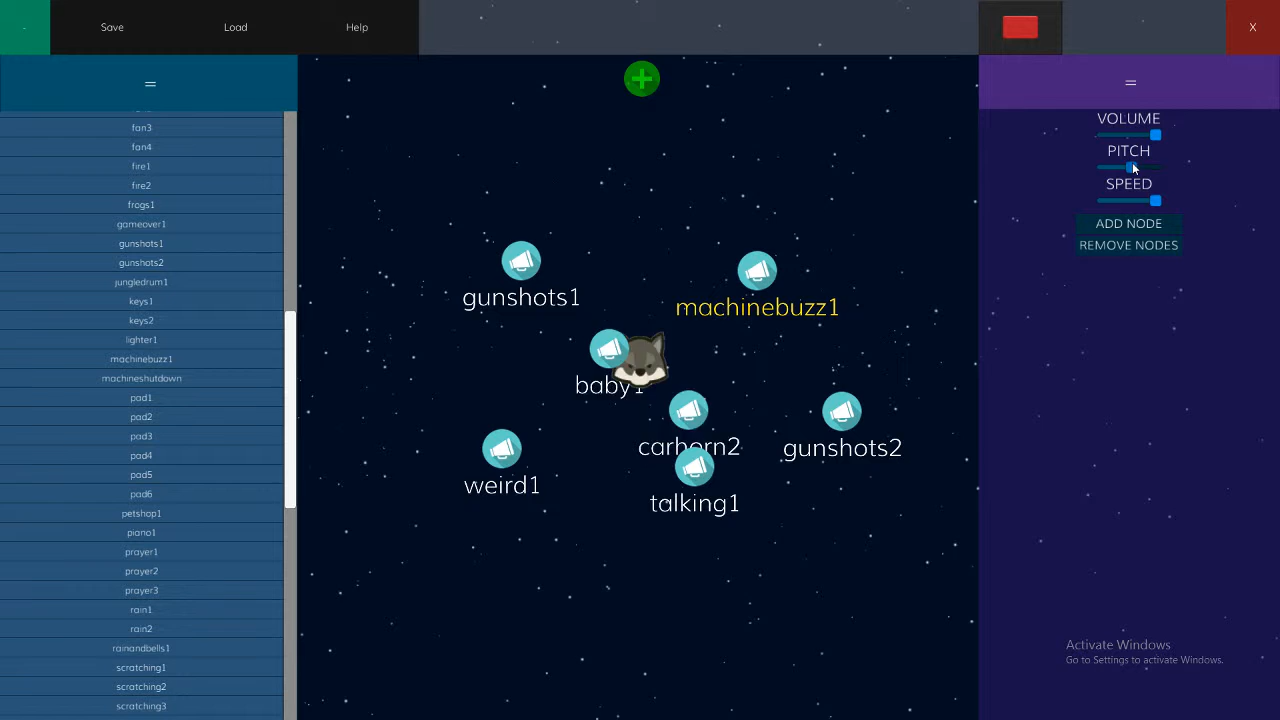 -
Save
Load
Help
X
=
=
fan3
fan4
fire1
fire2
frogs1
gameover1
gunshots1
gunshots2
jungledrum1
keys1
keys2
lighter1
machinebuzz1
machineshutdown
pad1
pad2
pad3
pad4
pad5
pad6
petshop1
piano1
prayer1
prayer2
prayer3
rain1
rain2
rainandbells1
scratching1
scratching2
scratching3
gunshots1
machinebuzz1
baby1
carhorn2
gunshots2
weird1
talking1
VOLUME
PITCH
SPEED
ADD NODE
REMOVE NODES
Activate Windows
Go to Settings to activate Windows.